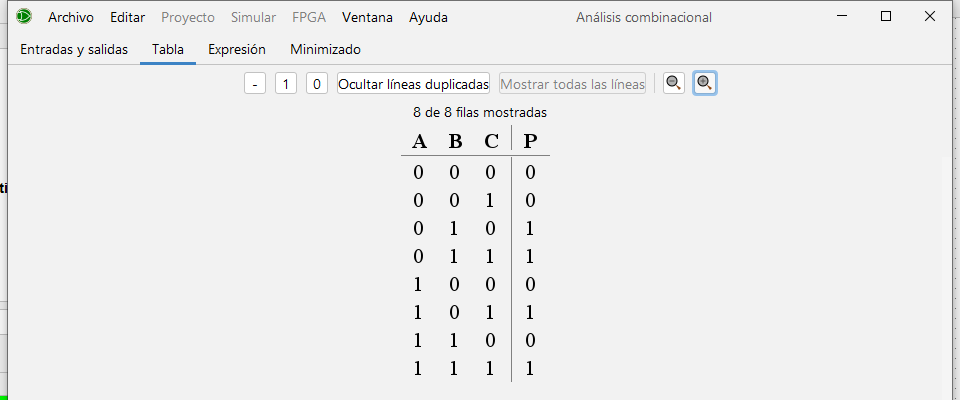 Archivo Editar Proyecto Simular FPGA Ventana Ayuda Análisis combinacional
Entradas y salidas Tabla Expresión Minimizado
- 1 0 Ocultar líneas duplicadas Mostrar todas las líneas
8 de 8 filas mostradas
A B C P
0 0 0 0
0 0 1 0
0 1 0 1
0 1 1 1
1 0 0 0
1 0 1 1
1 1 0 0
1 1 1 1